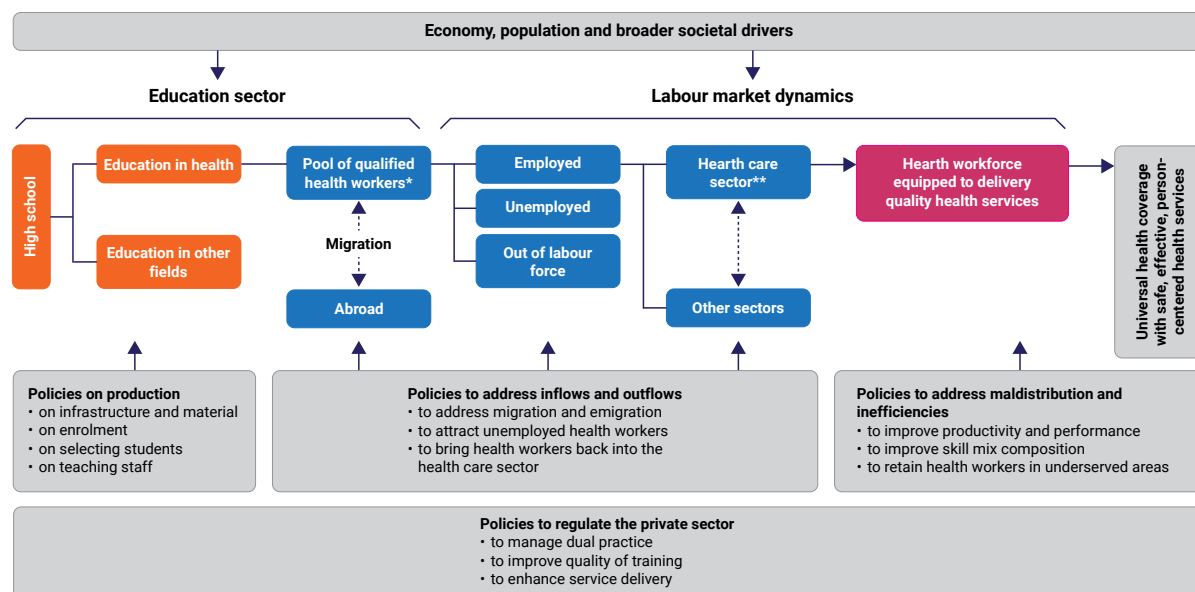 Economy, population and broader societal drivers
Education sector
Labour market dynamics
High school
Education in health
Education in other
fields
Pool of qualified
health workers*
Migration
Abroad
Employed
Unemployed
Out of labour
force
Hearth care
sector**
Other sectors
Hearth workforce
equipped to delivery
quality health services
Universal health coverage
with safe, effective, person-
centered health services
Policies on production
• on infrastructure and material
• on enrolment
• on selecting students
• on teaching staff
Policies to address inflows and outflows
• to address migration and emigration
• to attract unemployed health workers
• to bring health workers back into the
health care sector
Policies to address maldistribution and
inefficiencies
• to improve productivity and performance
• to improve skill mix composition
• to retain health workers in underserved areas
Policies to regulate the private sector
• to manage dual practice
• to improve quality of training
• to enhance service delivery